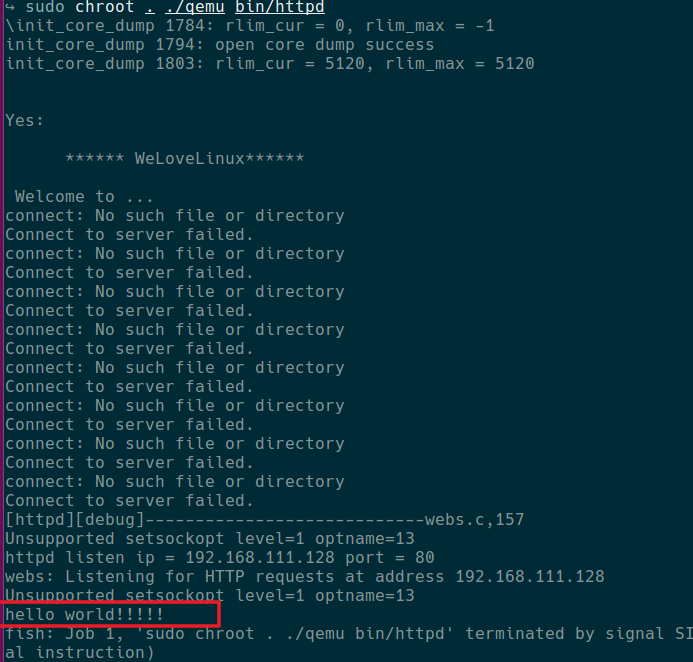 ↪ sudo chroot . ./qemu bin/httpd
\init_core_dump 1784: rlim_cur = 0, rlim_max = -1
init_core_dump 1794: open core dump success
init_core_dump 1803: rlim_cur = 5120, rlim_max = 5120
Yes:
****** WeLoveLinux******
Welcome to ...
connect: No such file or directory
Connect to server failed.
connect: No such file or directory
Connect to server failed.
connect: No such file or directory
Connect to server failed.
connect: No such file or directory
Connect to server failed.
connect: No such file or directory
Connect to server failed.
connect: No such file or directory
Connect to server failed.
connect: No such file or directory
Connect to server failed.
connect: No such file or directory
Connect to server failed.
[httpd][debug]----------------------------webs.c,157
Unsupported setsockopt level=1 optname=13
httpd listen ip = 192.168.111.128 port = 80
webs: Listening for HTTP requests at address 192.168.111.128
Unsupported setsockopt level=1 optname=13
hello world!!!!!
fish: Job 1, 'sudo chroot . ./qemu bin/httpd' terminated by signal SI
al instruction)